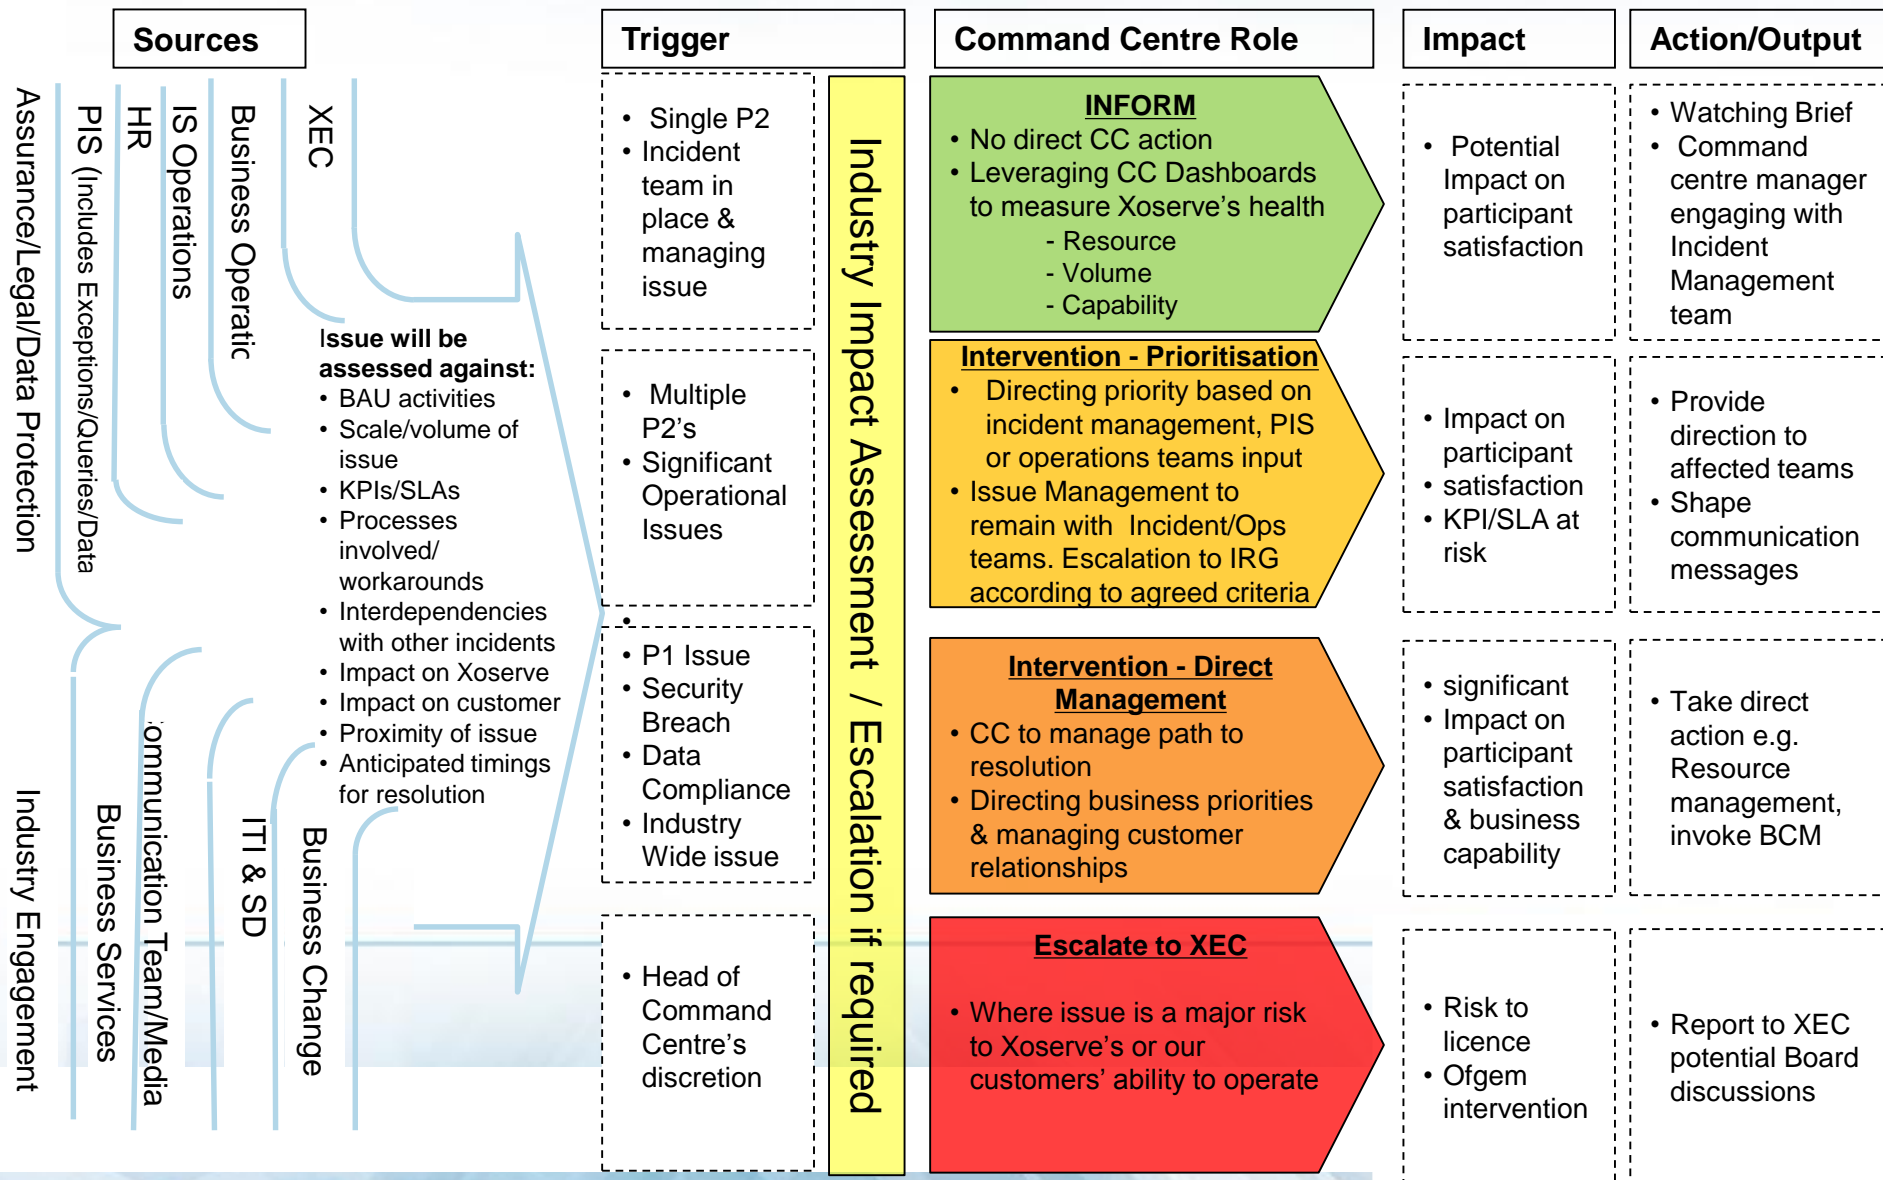 Sources
Trigger
Command Centre Role
Impact
Action/Output
Assurance/Legal/Data Protection
PIS (Includes Exceptions/Queries/Data
HR
IS Operations
Business Operatic
XEC
Issue will be
assessed against:
• BAU activities
• Scale/volume of
issue
• KPIs/SLAs
• Processes
involved/
workarounds
• Interdependencies
with other incidents
• Impact on Xoserve
• Impact on customer
• Proximity of issue
• Anticipated timings
for resolution
Industry Engagement
Business Services
ommunication Team/Media
ITI & SD
Business Change
• Single P2
• Incident
team in
place &
managing
issue
• Multiple
P2's
• Significant
Operational
Issues
•
• P1 Issue
• Security
Breach
• Data
Compliance
• Industry
Wide issue
• Head of
Command
Centre's
discretion
Industry Impact Assessment / Escalation if required
INFORM
• No direct CC action
• Leveraging CC Dashboards
to measure Xoserve's health
- Resource
- Volume
- Capability
Intervention - Prioritisation
• Directing priority based on
incident management, PIS
or operations teams input
• Issue Management to
remain with Incident/Ops
teams. Escalation to IRG
according to agreed criteria
Intervention - Direct
Management
• CC to manage path to
resolution
• Directing business priorities
& managing customer
relationships
Escalate to XEC
• Where issue is a major risk
to Xoserve's or our
customers' ability to operate
• Potential
Impact on
participant
satisfaction
• Impact on
participant
• satisfaction
• KPI/SLA at
risk
• significant
• Impact on
participant
satisfaction
& business
capability
• Risk to
licence
• Ofgem
intervention
• Watching Brief
• Command
centre manager
engaging with
Incident
Management
team
• Provide
direction to
affected teams
• Shape
communication
messages
• Take direct
action e.g.
Resource
management,
invoke BCM
• Report to XEC
potential Board
discussions